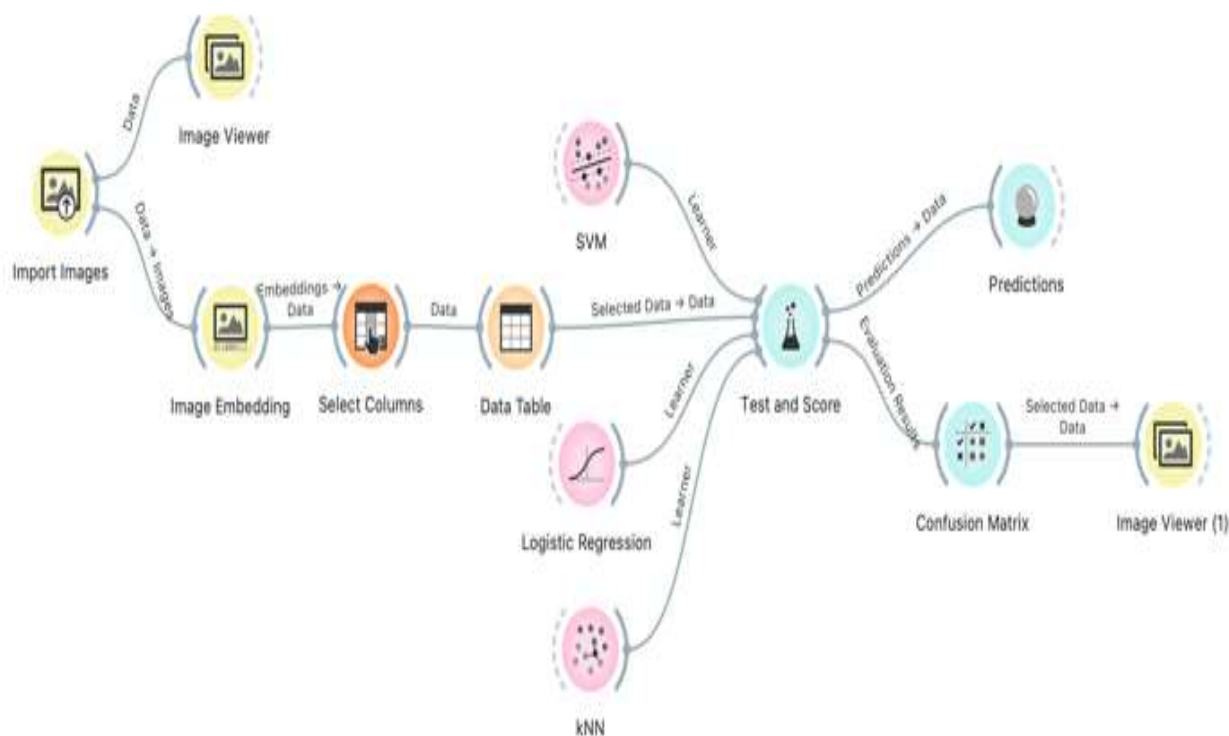 Data
Image Viewer
Import Images
Data → Images
Image Embedding
Embeddings →
Data
Select Columns
Data
Data Table
Selected Data → Data
SVM
Learner
Learner
Logistic Regression
Learner
kNN
Test and Score
Predictions → Data
Predictions
Evaluation Results
Confusion Matrix
Selected Data →
Data
Image Viewer (1)